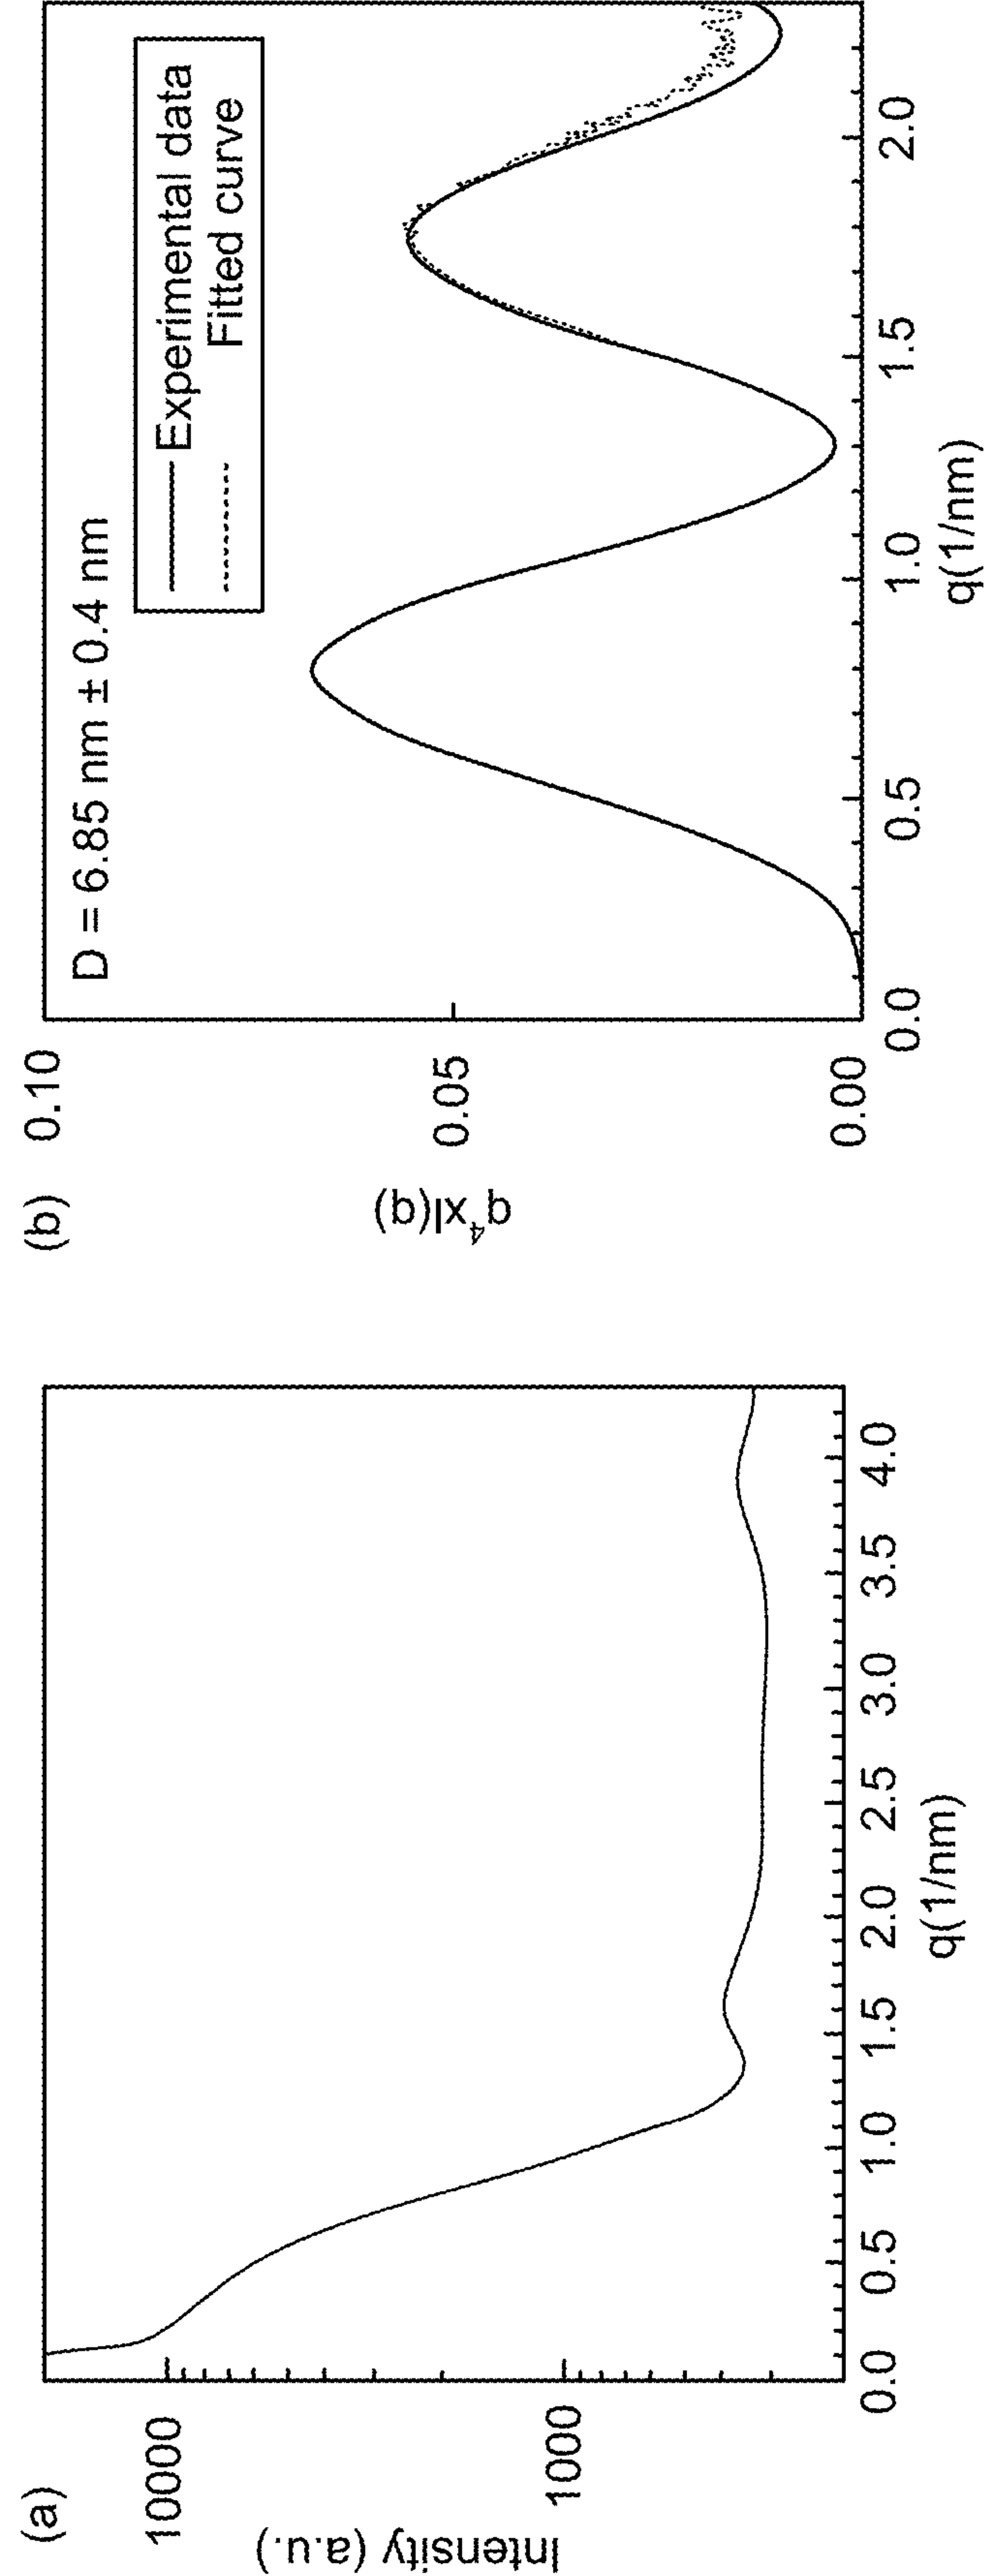 (a)
10000
1000
Intensity (a.u.)
0.0 0.5 1.0 1.5 2.0 2.5 3.0 3.5 4.0
q(1/nm)
(b)
0.10
0.05
0.00
q⁴xI(q)
D = 6.85 nm ± 0.4 nm
Experimental data
Fitted curve
0.0 0.5 1.0 1.5 2.0
q(1/nm)